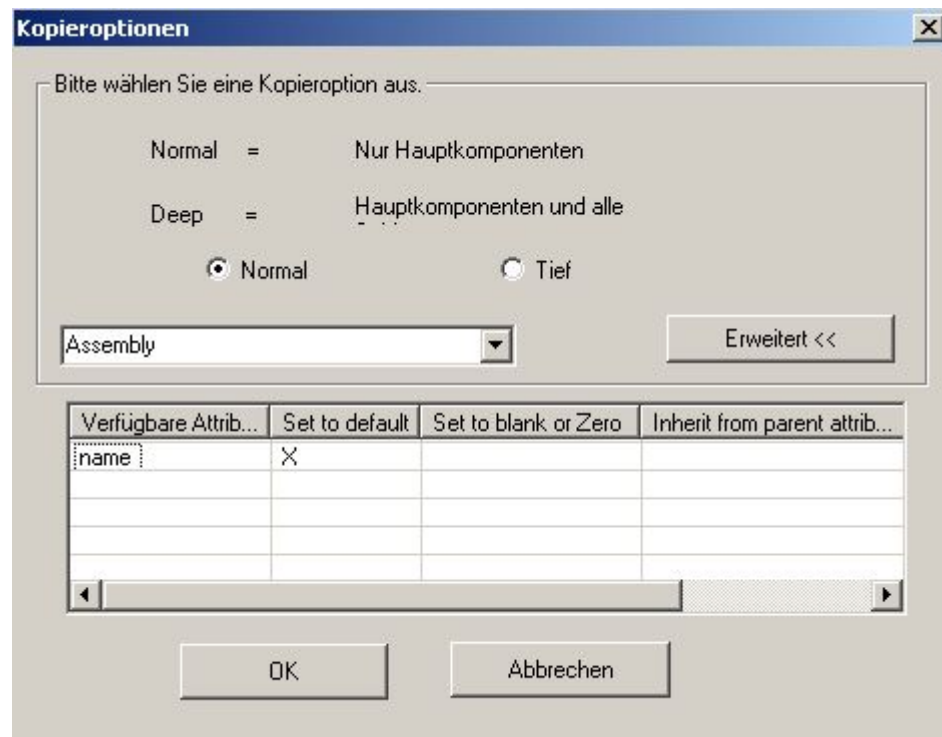 Kopieroptionen
Bitte wählen Sie eine Kopieroption aus.
Normal = Nur Hauptkomponenten
Deep = Hauptkomponenten und alle
Normal Tief
Assembly Erweitert <<
Verfügbare Attrib... Set to default Set to blank or Zero Inherit from parent attrib...
name X
OK Abbrechen